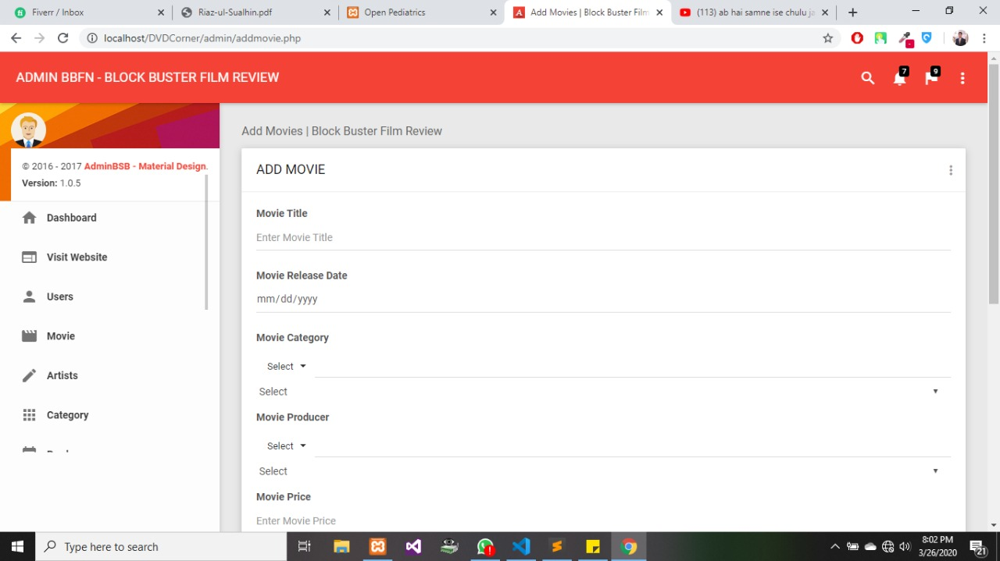 Fiverr / Inbox
Riaz-ul-Sualhin.pdf
Open Pediatrics
Add Movies | Block Buster Film
(113) ab hai samne ise chulu ja
localhost/DVDCorner/admin/addmovie.php
ADMIN BBFN - BLOCK BUSTER FILM REVIEW
7
9
© 2016 - 2017 AdminBSB - Material Design.
Version: 1.0.5
Dashboard
Visit Website
Users
Movie
Artists
Category
Add Movies | Block Buster Film Review
ADD MOVIE
Movie Title
Enter Movie Title
Movie Release Date
mm/dd/yyyy
Movie Category
Select
Select
Movie Producer
Select
Select
Movie Price
Enter Movie Price
Type here to search
8:02 PM
3/26/2020
21